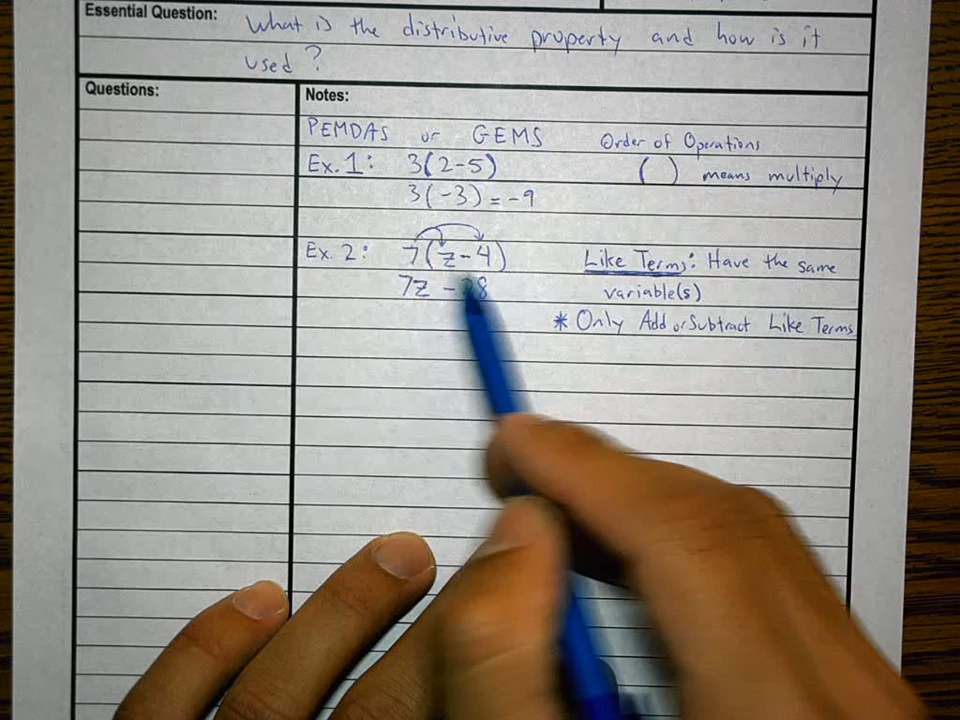 Essential Question: What is the distributive property and how is it
used?
Questions:
Notes:
PEMDAS or GEMS Order of Operations
Ex. 1: 3(2-5) ( ) means multiply
3(-3) = -9
Ex. 2: 7(z-4) Like Terms: Have the same
7z - 28 variable(s)
* Only Add or Subtract Like Terms